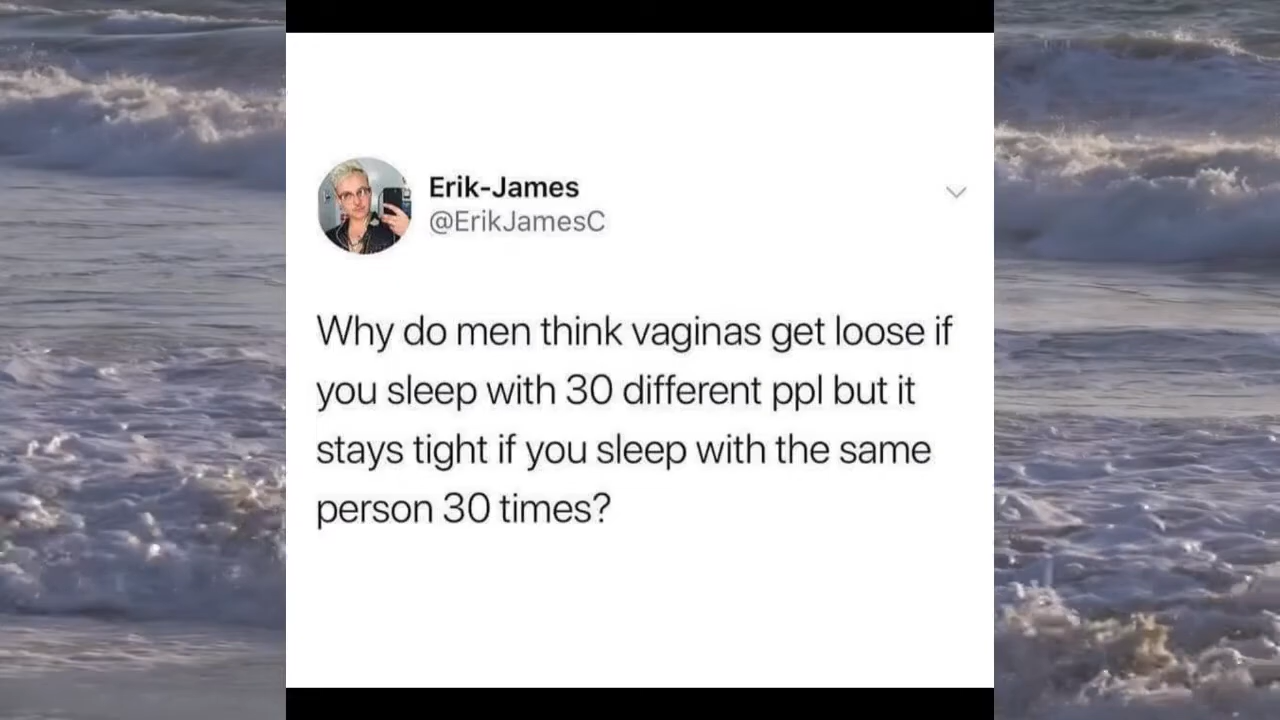 Erik-James
@ErikJamesC
Why do men think vaginas get loose if
you sleep with 30 different ppl but it
stays tight if you sleep with the same
person 30 times?